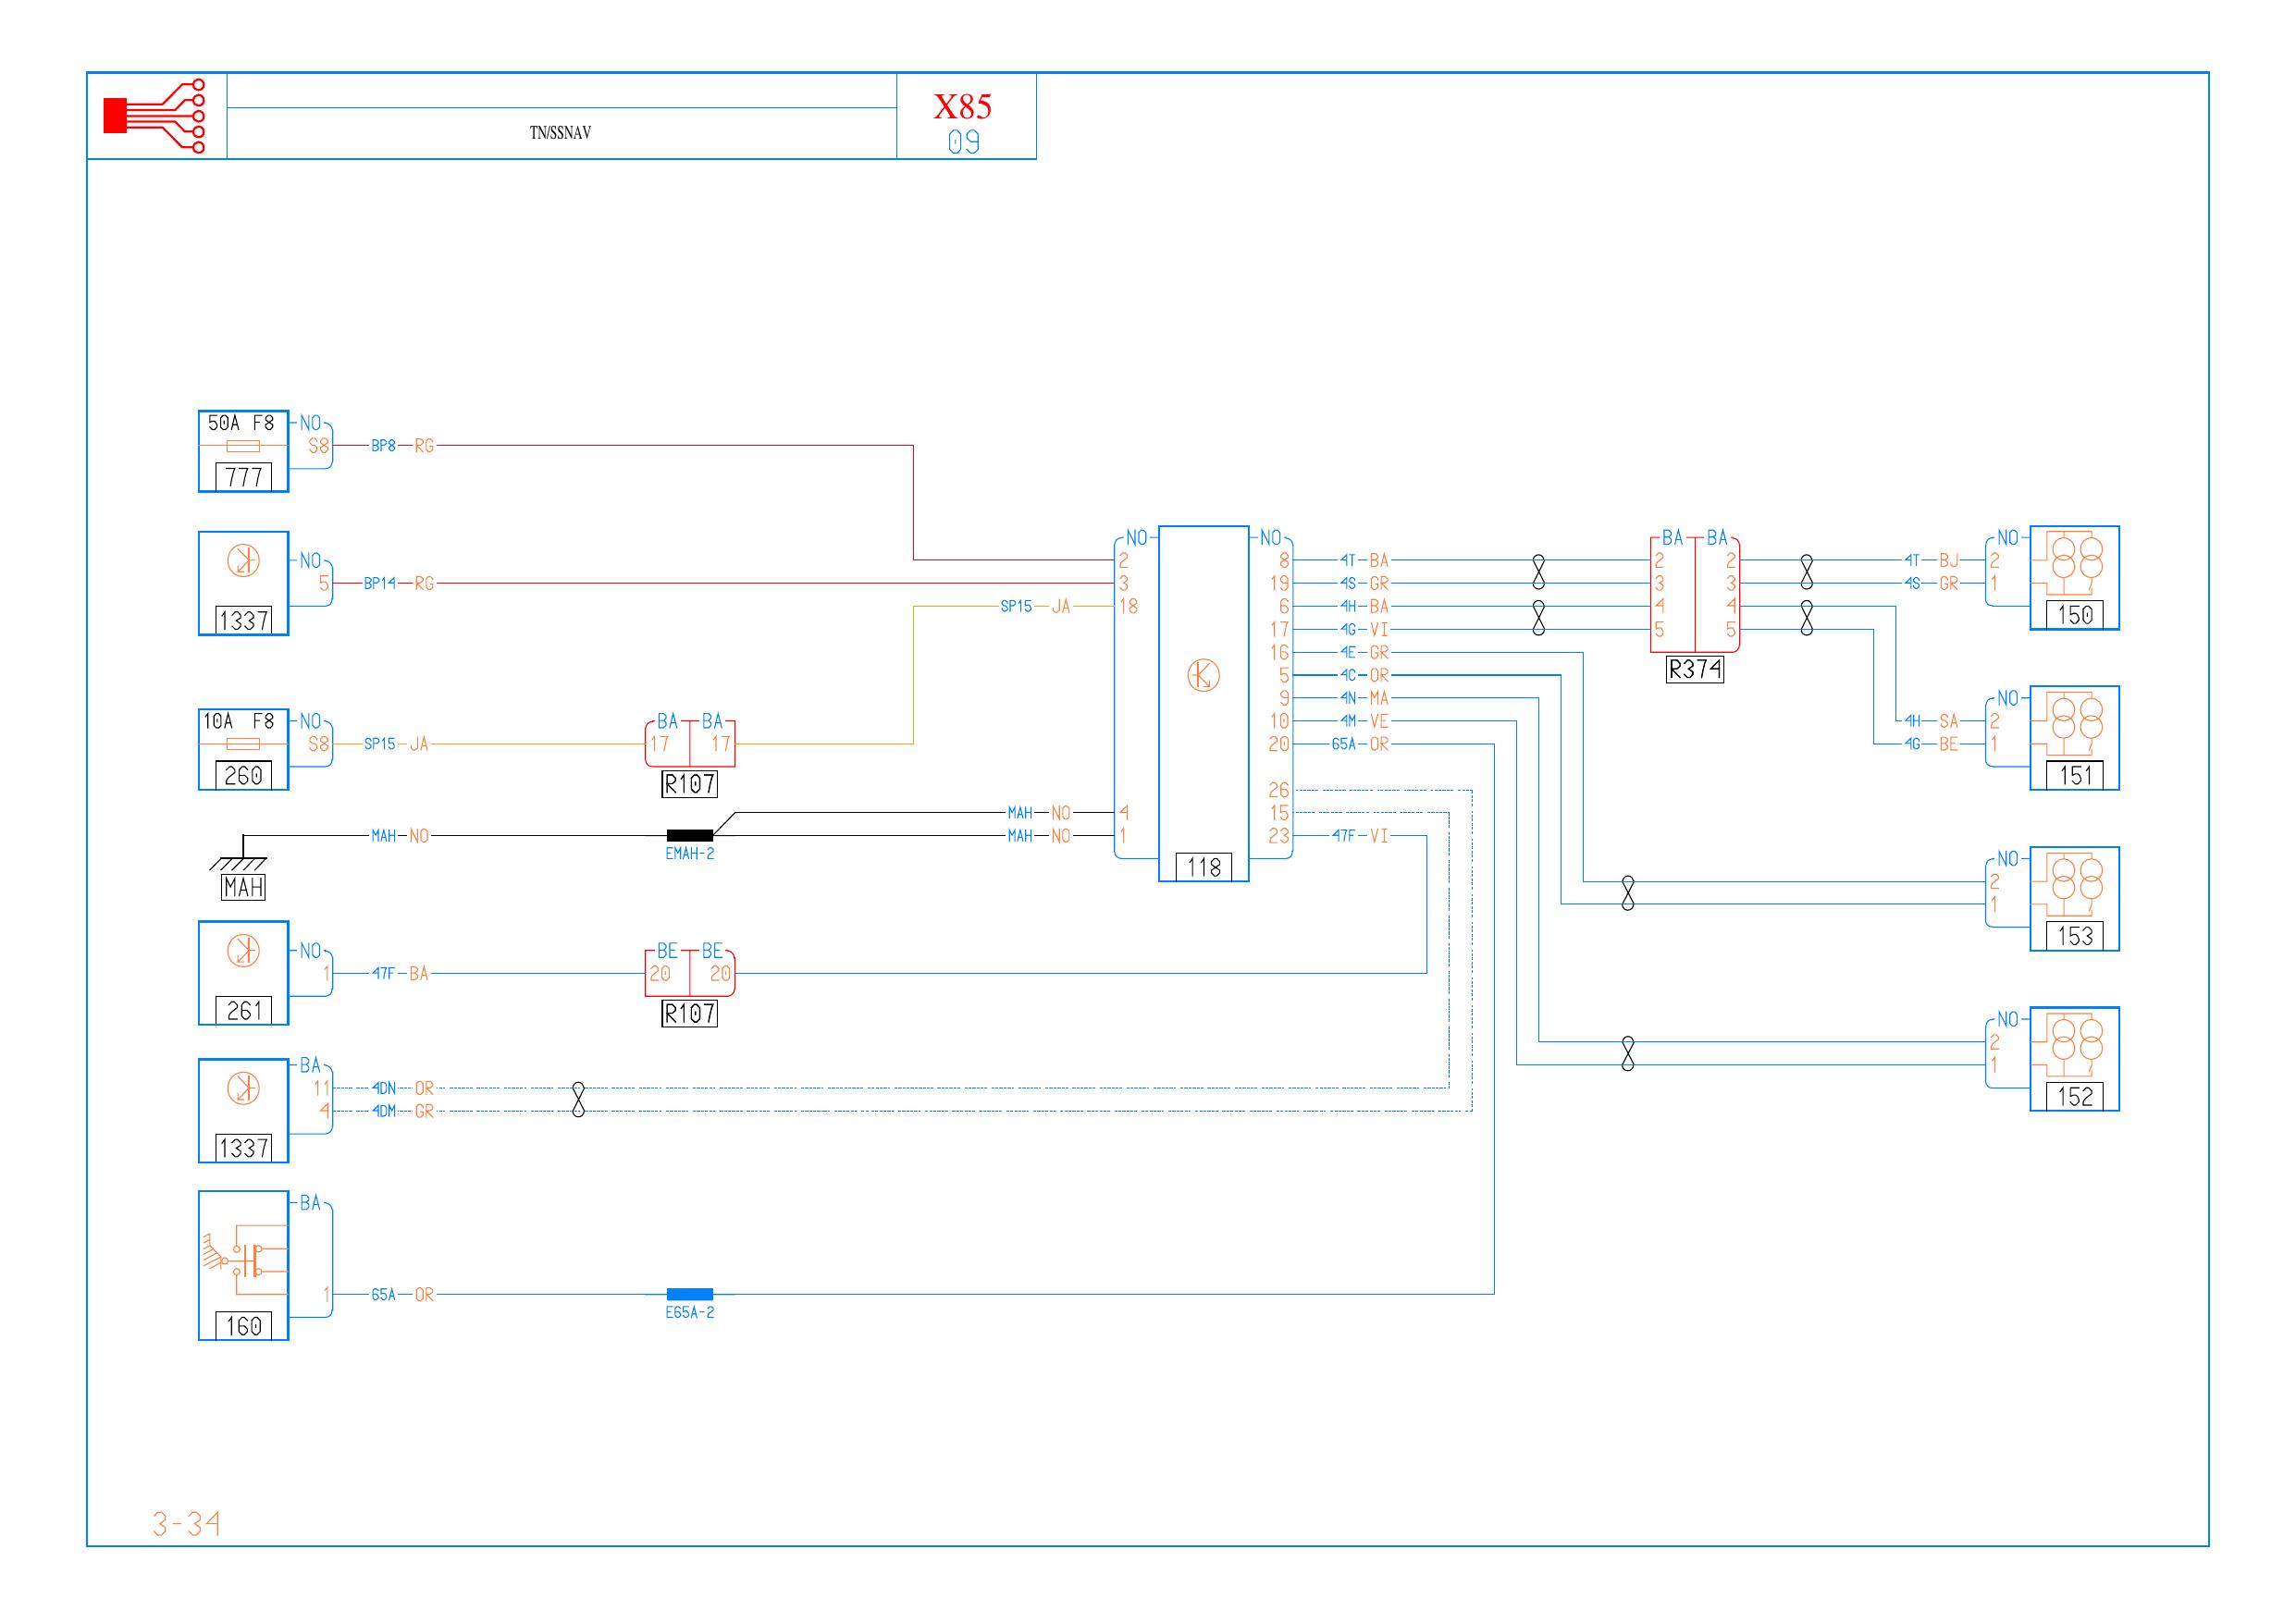 X85
TN/SSNAV
09
50A F8 NO
S8 BP8 RG
777
NO
5 BP14 RG
1337
10A F8 NO
S8 SP15 JA
260
BA BA
17 17
R107
SP15 JA
MAH NO
EMAH-2
MAH NO
MAH NO
MAH
NO
1 47F BA
261
BE BE
20 20
R107
BA
11 4DN OR
4 4DM GR
1337
BA
1 65A OR
160
E65A-2
NO
2
3
18
4
1
118
NO
8 4T BA
19 4S GR
6 4H BA
17 4G VI
16 4E GR
5 4C OR
9 4N MA
10 4M VE
20 65A OR
26
15
23 47F VI
BA BA
2 2
3 3
4 4
5 5
R374
NO
4T BJ 2
4S GR 1
150
NO
4H SA 2
4G BE 1
151
NO
2
1
153
NO
2
1
152
3-34